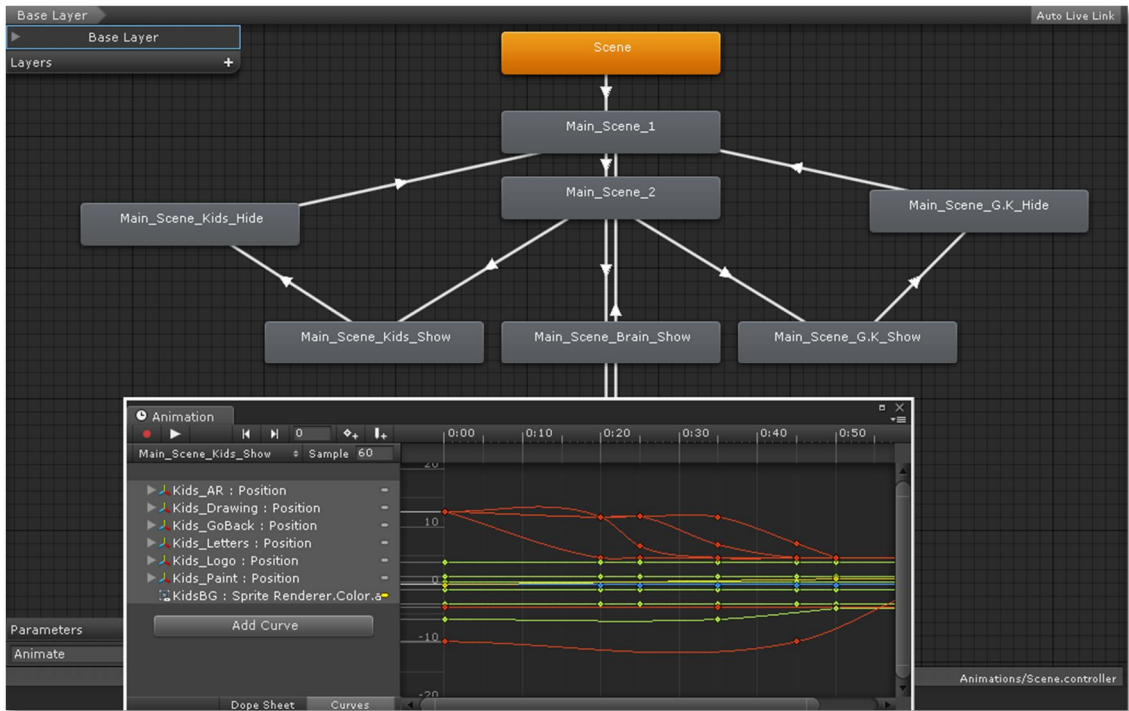 Base Layer
Auto Live Link
Base Layer
Layers +
Scene
Main_Scene_1
Main_Scene_2
Main_Scene_Kids_Hide
Main_Scene_G.K_Hide
Main_Scene_Kids_Show
Main_Scene_Brain_Show
Main_Scene_G.K_Show
Animation
0
0:00 0:10 0:20 0:30 0:40 0:50
Main_Scene_Kids_Show
Sample 60
Kids_AR : Position
Kids_Drawing : Position
Kids_GoBack : Position
Kids_Letters : Position
Kids_Logo : Position
Kids_Paint : Position
KidsBG : Sprite Renderer.Color.a
Add Curve
20
10
0
-10
-20
Dope Sheet
Curves
Parameters
Animate
Animations/Scene.controller